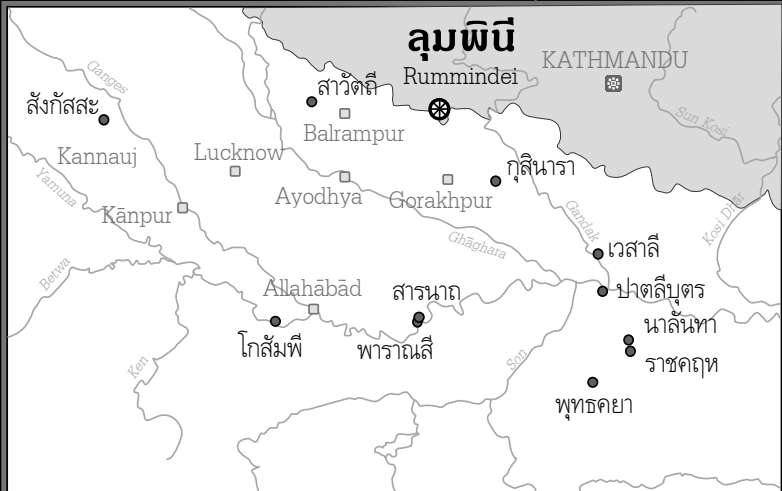 ลุมพินี
Rummindei
KATHMANDU
Ganges
สาวัตถี
สังกัสสะ
Balrampur
Sun Kosi
Kannauj
Lucknow
กุสินารา
Yamuna
Ayodhya
Gorakhpur
Kānpur
Gandak
Kosi Dhār
Ghāghara
เวสาลี
Betwa
Allahābād
สารนาถ
ปาตลีบุตร
นาลันทา
โกสัมพี
พาราณสี
Son
ราชคฤห
Ken
พุทธคยา